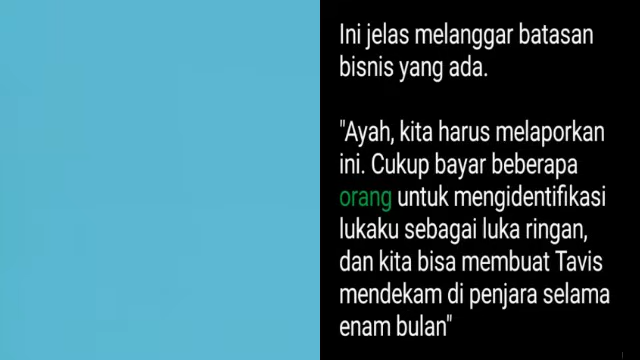 Ini jelas melanggar batasan
bisnis yang ada.
"Ayah, kita harus melaporkan
ini. Cukup bayar beberapa
orang untuk mengidentifikasi
lukaku sebagai luka ringan,
dan kita bisa membuat Tavis
mendekam di penjara selama
enam bulan"